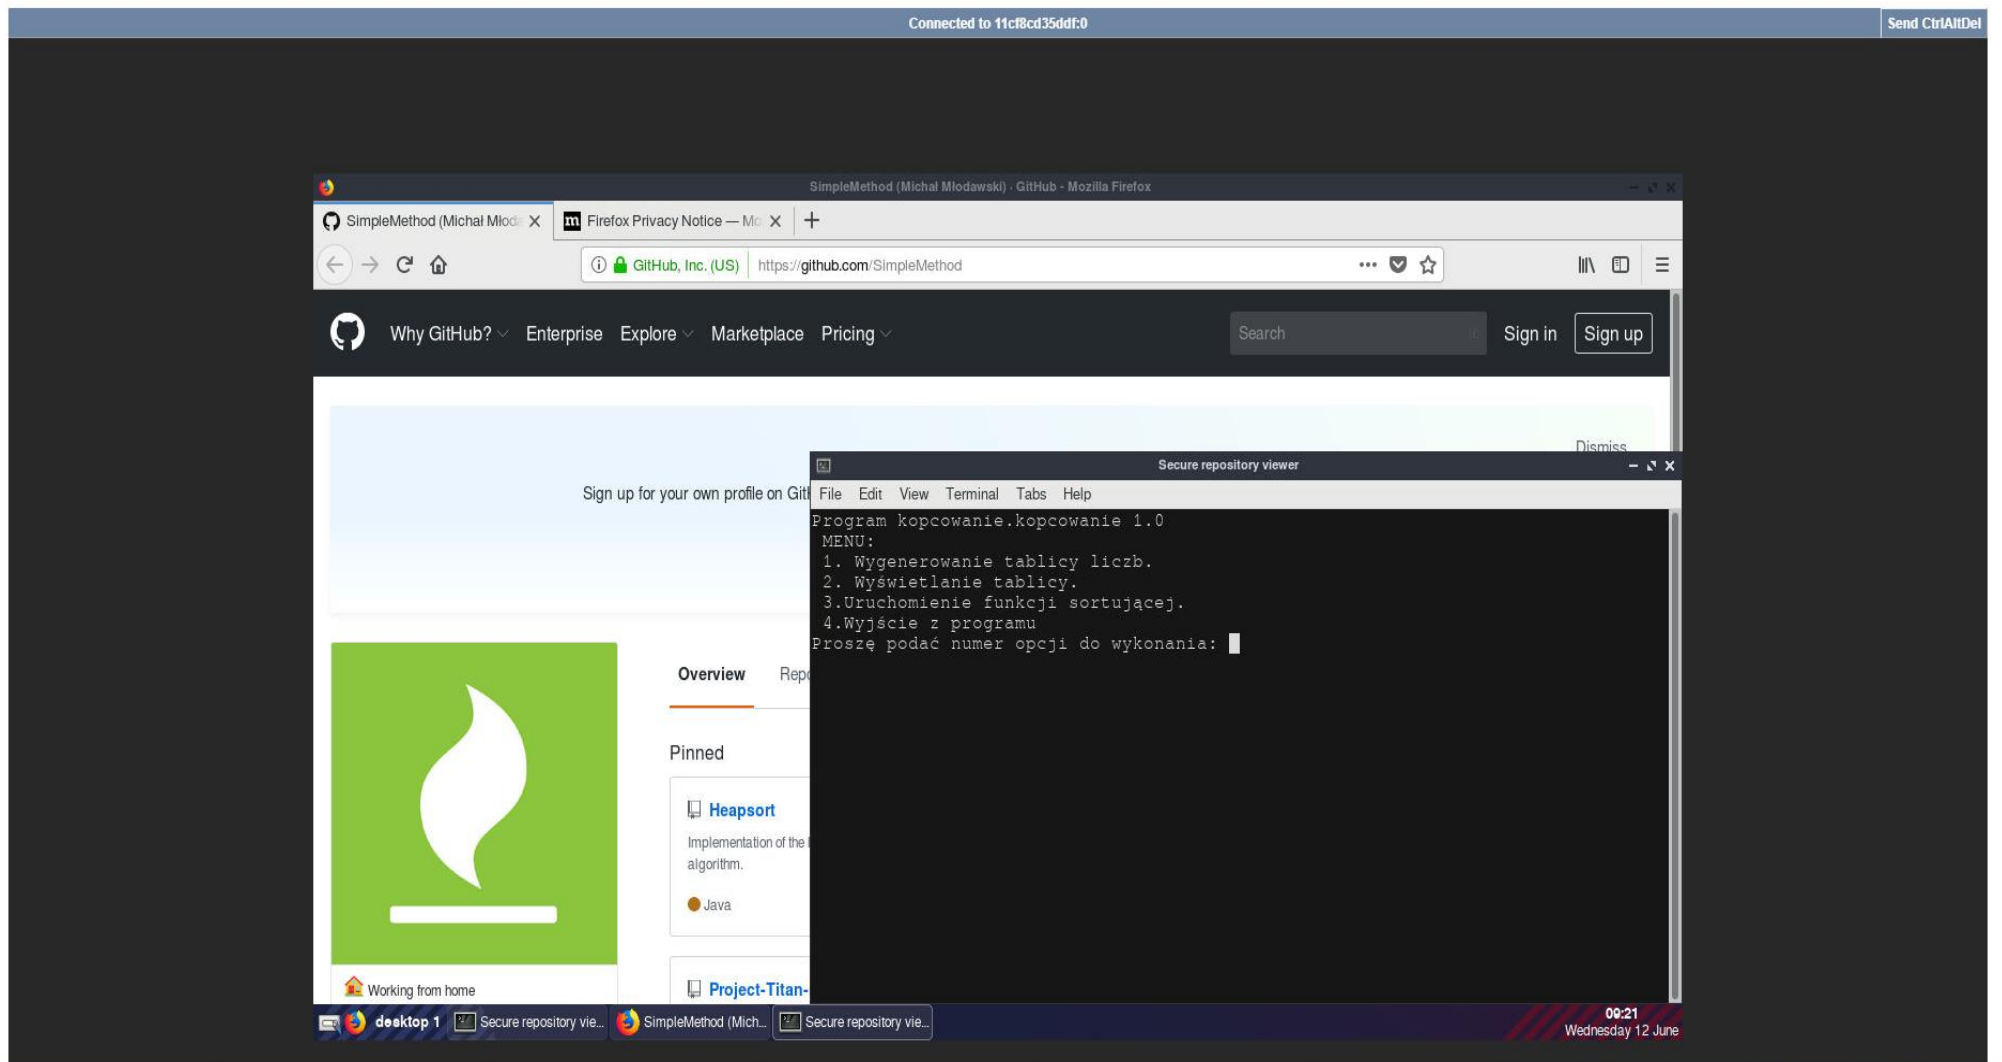 Connected to 11cf8cd35ddf:0
Send CtrlAltDel
SimpleMethod (Michał Młodawski) · GitHub - Mozilla Firefox
SimpleMethod (Michał Młoda
Firefox Privacy Notice — Mo
GitHub, Inc. (US)
https://github.com/SimpleMethod
Why GitHub? Enterprise Explore Marketplace Pricing
Search
Sign in
Sign up
Dismiss
Sign up for your own profile on Git
Secure repository viewer
File Edit View Terminal Tabs Help
Program kopcowanie.kopcowanie 1.0
MENU:
1. Wygenerowanie tablicy liczb.
2. Wyświetlanie tablicy.
3.Uruchomienie funkcji sortującej.
4.Wyjście z programu
Proszę podać numer opcji do wykonania:
Overview
Repo
Pinned
Heapsort
Implementation of the
algorithm.
Java
Working from home
Project-Titan-
desktop 1
Secure repository vie...
SimpleMethod (Mich...
Secure repository vie...
09:21
Wednesday 12 June